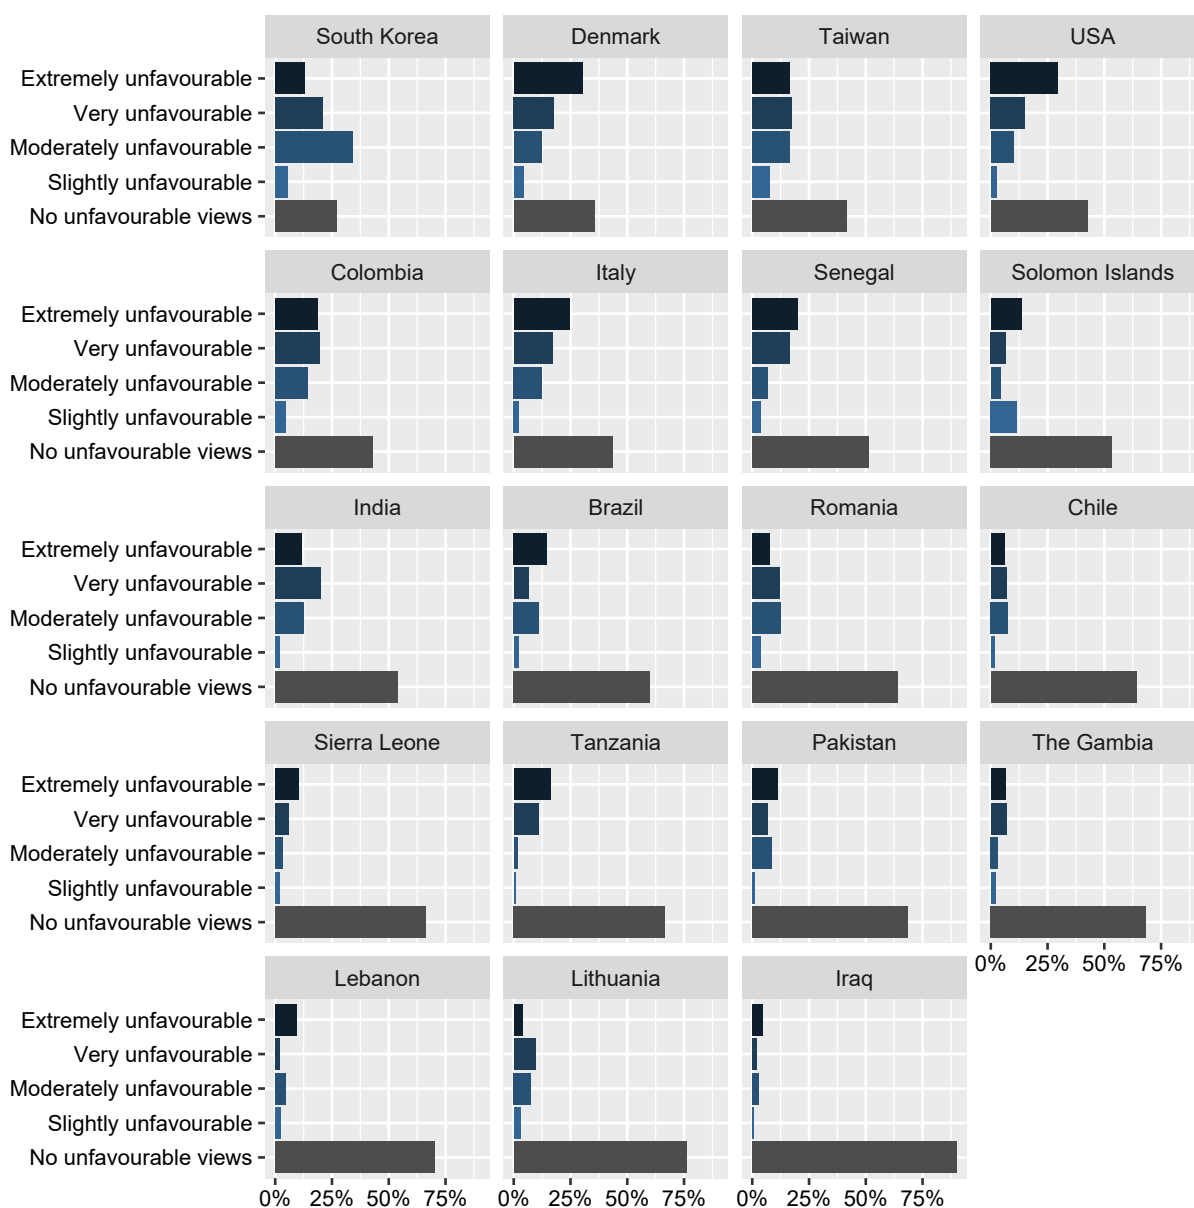 South Korea Denmark Taiwan USA
Extremely unfavourable
Very unfavourable
Moderately unfavourable
Slightly unfavourable
No unfavourable views
Colombia Italy Senegal Solomon Islands
Extremely unfavourable
Very unfavourable
Moderately unfavourable
Slightly unfavourable
No unfavourable views
India Brazil Romania Chile
Extremely unfavourable
Very unfavourable
Moderately unfavourable
Slightly unfavourable
No unfavourable views
Sierra Leone Tanzania Pakistan The Gambia
Extremely unfavourable
Very unfavourable
Moderately unfavourable
Slightly unfavourable
No unfavourable views
0% 25% 50% 75%
Lebanon Lithuania Iraq
Extremely unfavourable
Very unfavourable
Moderately unfavourable
Slightly unfavourable
No unfavourable views
0% 25% 50% 75% 0% 25% 50% 75% 0% 25% 50% 75%